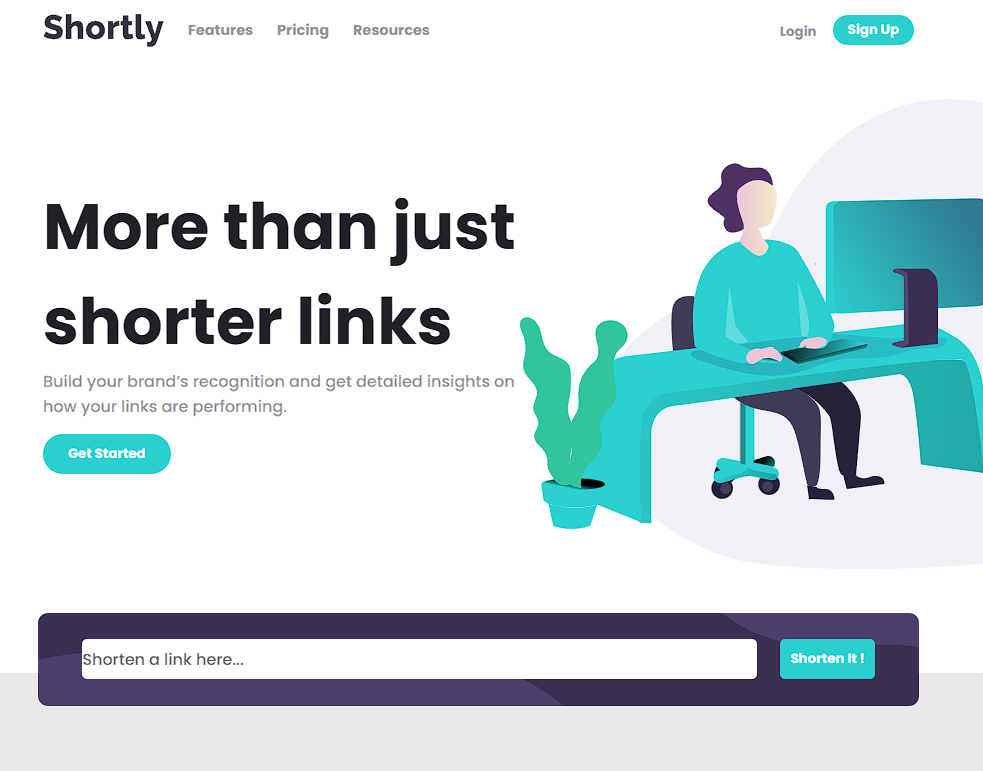 Shortly
Features
Pricing
Resources
Login
Sign Up
More than just
shorter links
Build your brand’s recognition and get detailed insights on
how your links are performing.
Get Started
Shorten a link here...
Shorten It !